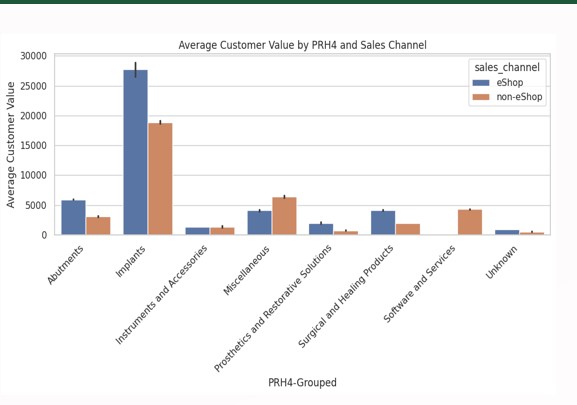 Average Customer Value by PRH4 and Sales Channel
Average Customer Value
30000
25000
20000
15000
10000
5000
0
sales_channel
eShop
non-eShop
Abutments
Implants
Instruments and Accessories
Miscellaneous
Prosthetics and Restorative Solutions
Surgical and Healing Products
Software and Services
Unknown
PRH4-Grouped